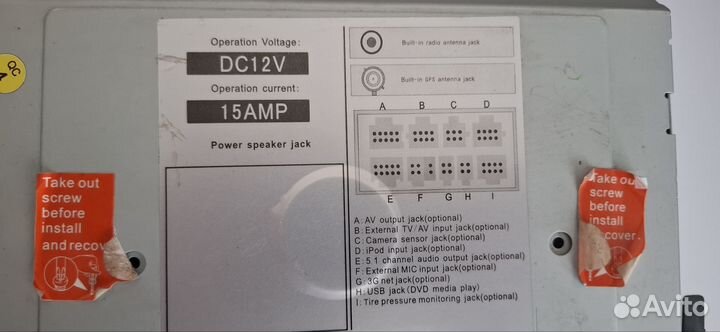 QC
Operation Voltage:
DC12V
Operation current:
15AMP
Power speaker jack
Built-in radio antenna jack
Built-in GPS antenna jack
A B C D
E F G H I
A: AV output jack(optional)
B: External TV/AV input jack(optional)
C: Camera sensor jack(optional)
D: iPod input jack(optional)
E: 5.1 channel audio output jack(optional)
F: External MIC input jack(optional)
G: 3G net jack(optional)
H: USB jack(DVD media play)
I: Tire pressure monitoring jack(optional)
Take out
screw
before
install
and recov
Take ou
screw
before
install
cover.
Avito